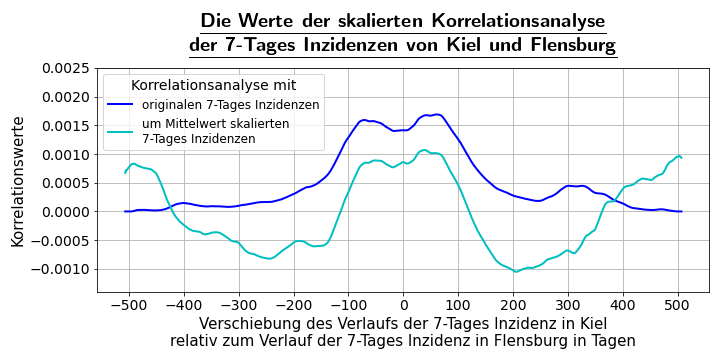 Die Werte der skalierten Korrelationsanalyse
der 7-Tages Inzidenzen von Kiel und Flensburg
Korrelationsanalyse mit
originalen 7-Tages Inzidenzen
um Mittelwert skalierten
7-Tages Inzidenzen
Korrelationswerte
0.0025
0.0020
0.0015
0.0010
0.0005
0.0000
−0.0005
−0.0010
−500
−400
−300
−200
−100
0
100
200
300
400
500
Verschiebung des Verlaufs der 7-Tages Inzidenz in Kiel
relativ zum Verlauf der 7-Tages Inzidenz in Flensburg in Tagen